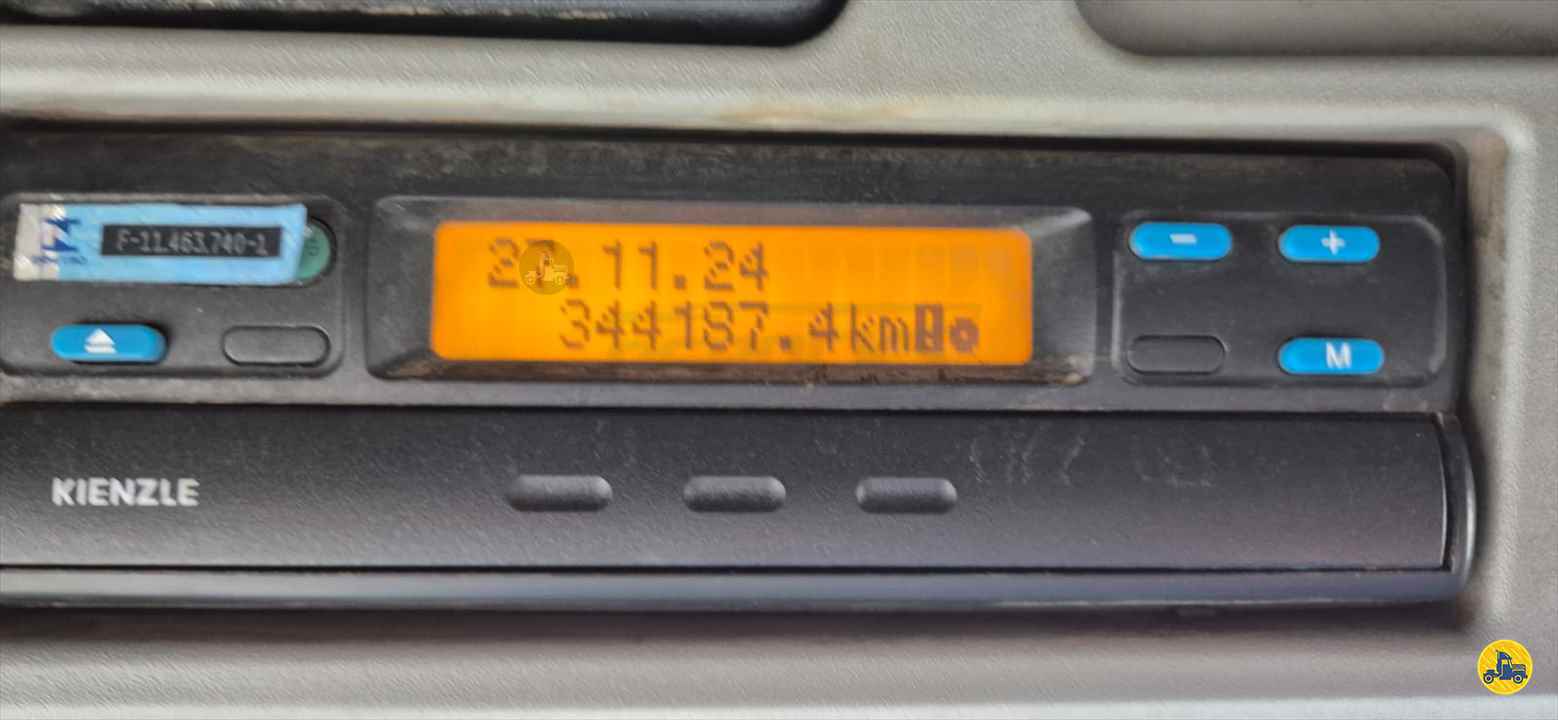 F-11.463.740-1
.11.24
344187.4km
-
+
M
KIENZLE